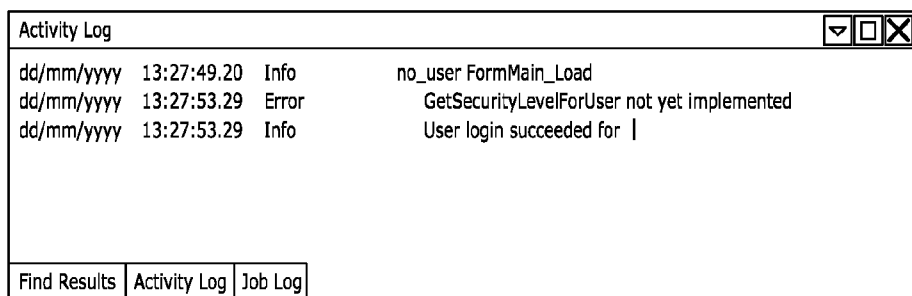 Activity Log
dd/mm/yyyy 13:27:49.20 Info no_user FormMain_Load
dd/mm/yyyy 13:27:53.29 Error GetSecurityLevelForUser not yet implemented
dd/mm/yyyy 13:27:53.29 Info User login succeeded for |
Find Results Activity Log Job Log